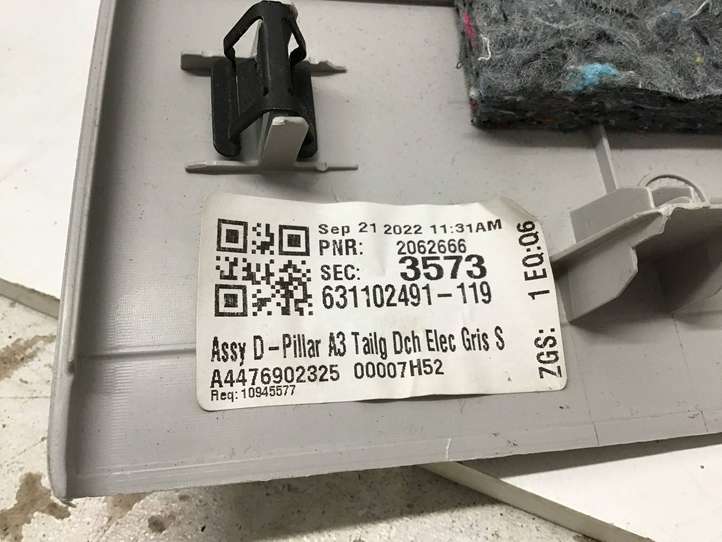 Sep 21 2022 11:31AM
PNR: 2062666
SEC: 3573
631102491-119
Assy D-Pillar A3 Tailg Dch Elec Gris S
A4476902325 00007H52
Req: 10945577
ZGS: 1 EQ:Q6